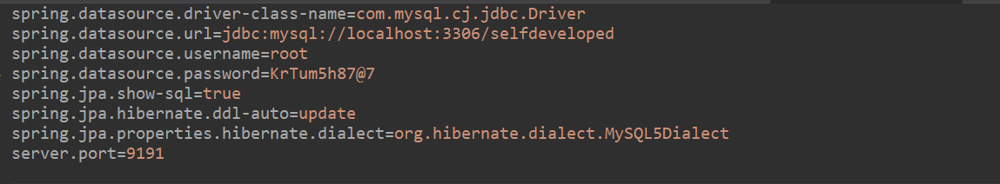 spring.datasource.driver-class-name=com.mysql.cj.jdbc.Driver
spring.datasource.url=jdbc:mysql://localhost:3306/selfdeveloped
spring.datasource.username=root
spring.datasource.password=KrTum5h87@7
spring.jpa.show-sql=true
spring.jpa.hibernate.ddl-auto=update
spring.jpa.properties.hibernate.dialect=org.hibernate.dialect.MySQL5Dialect
server.port=9191